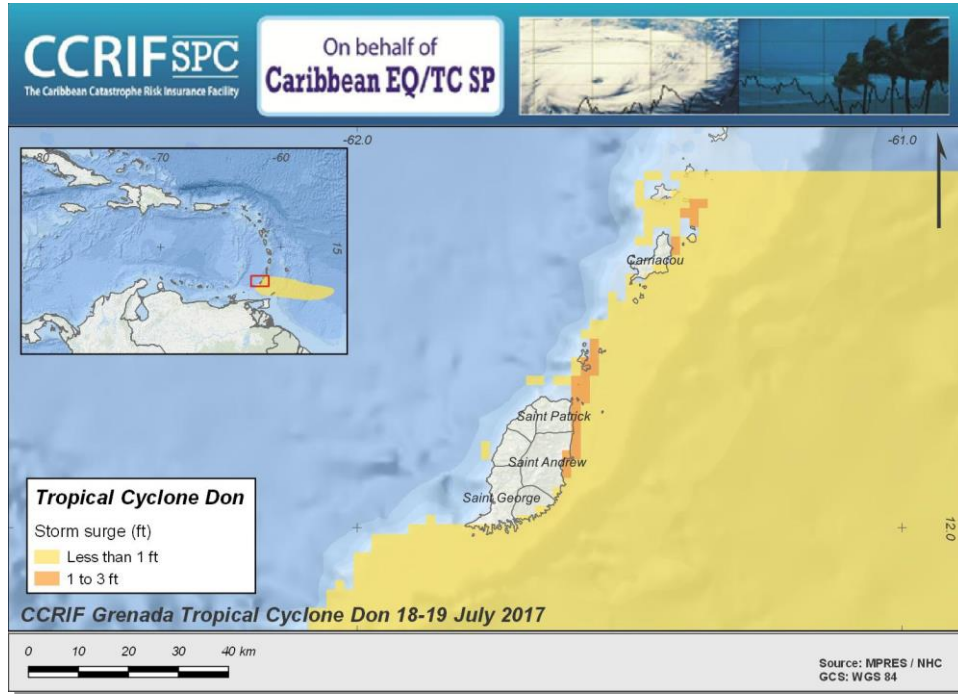 CCRIF SPC
The Caribbean Catastrophe Risk Insurance Facility
On behalf of
Caribbean EQ/TC SP
-62.0
-61.0
-80
-70
-60
15
Carriacou
Saint Patrick
Saint Andrew
Saint George
12.0
Tropical Cyclone Don
Storm surge (ft)
Less than 1 ft
1 to 3 ft
CCRIF Grenada Tropical Cyclone Don 18-19 July 2017
0 10 20 30 40 km
Source: MPRES / NHC
GCS: WGS 84